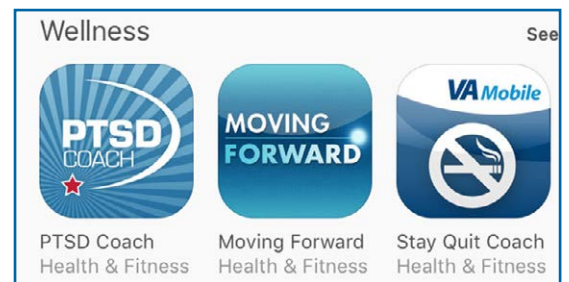 Wellness
See
PTSD
COACH
MOVING
FORWARD
VA Mobile
PTSD Coach
Moving Forward
Stay Quit Coach
Health & Fitness
Health & Fitness
Health & Fitness